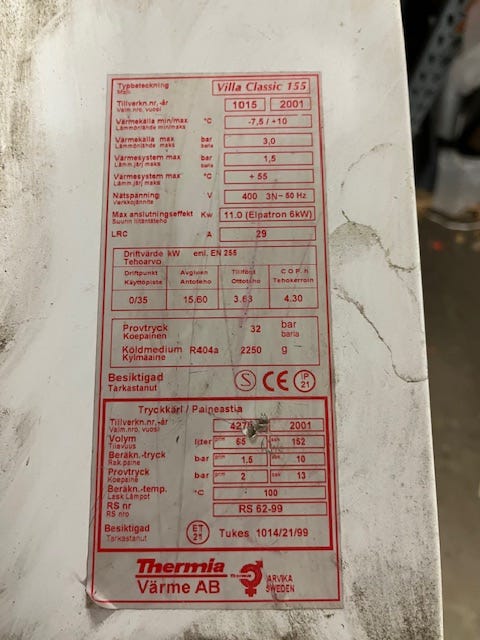 Typbeteckning Villa Classic 155
Malli
Tillverkn.nr,-år 1015 2001
Valm.nro, vuosi
Värmekälla min/max °C -7,5 / +10
Lämmönlähde min/maks
Värmekälla max bar 3,0
Lämmönlähde maks
Värmesystem max bar 1,5
Lämm.järj maks
Värmesystem max °C + 55
Lämm.järj maks
Nätspänning V 400 3N~ 50 Hz
Verkkojännite
Max anslutningseffekt Kw 11.0 (Elpatron 6kW)
Suurin liitäntäteho
LRC A 29
Driftvärde kW enl. EN 255
Tehoarvo
Driftpunkt Avgiven Tillförd C O P h
Käyttöpiste Antoteho Ottoteho Tehokerroin
0/35 15.60 3.63 4.30
Provtryck 32 bar
Koepainen baria
Köldmedium R404a 2250 g
Kylmäaine
Besiktigad S CE IP 21
Tarkastanut
Tryckkärl / Paineastia
Tillverkn.nr,-år 2001
Valm.nro, vuosi
Volym liter 65 152
Tilavuus
Beräkn.-tryck bar 1.5 10
Rak.paine
Provtryck bar 2 13
Koepaine
Beräkn.-temp. °C 100
Lask Lämpöt
RS nr RS 62-99
RS nro
Besiktigad ET 21 Tukes 1014/21/99
Tarkastanut
Thermia
Värme AB Thermia ARVIKA
SWEDEN